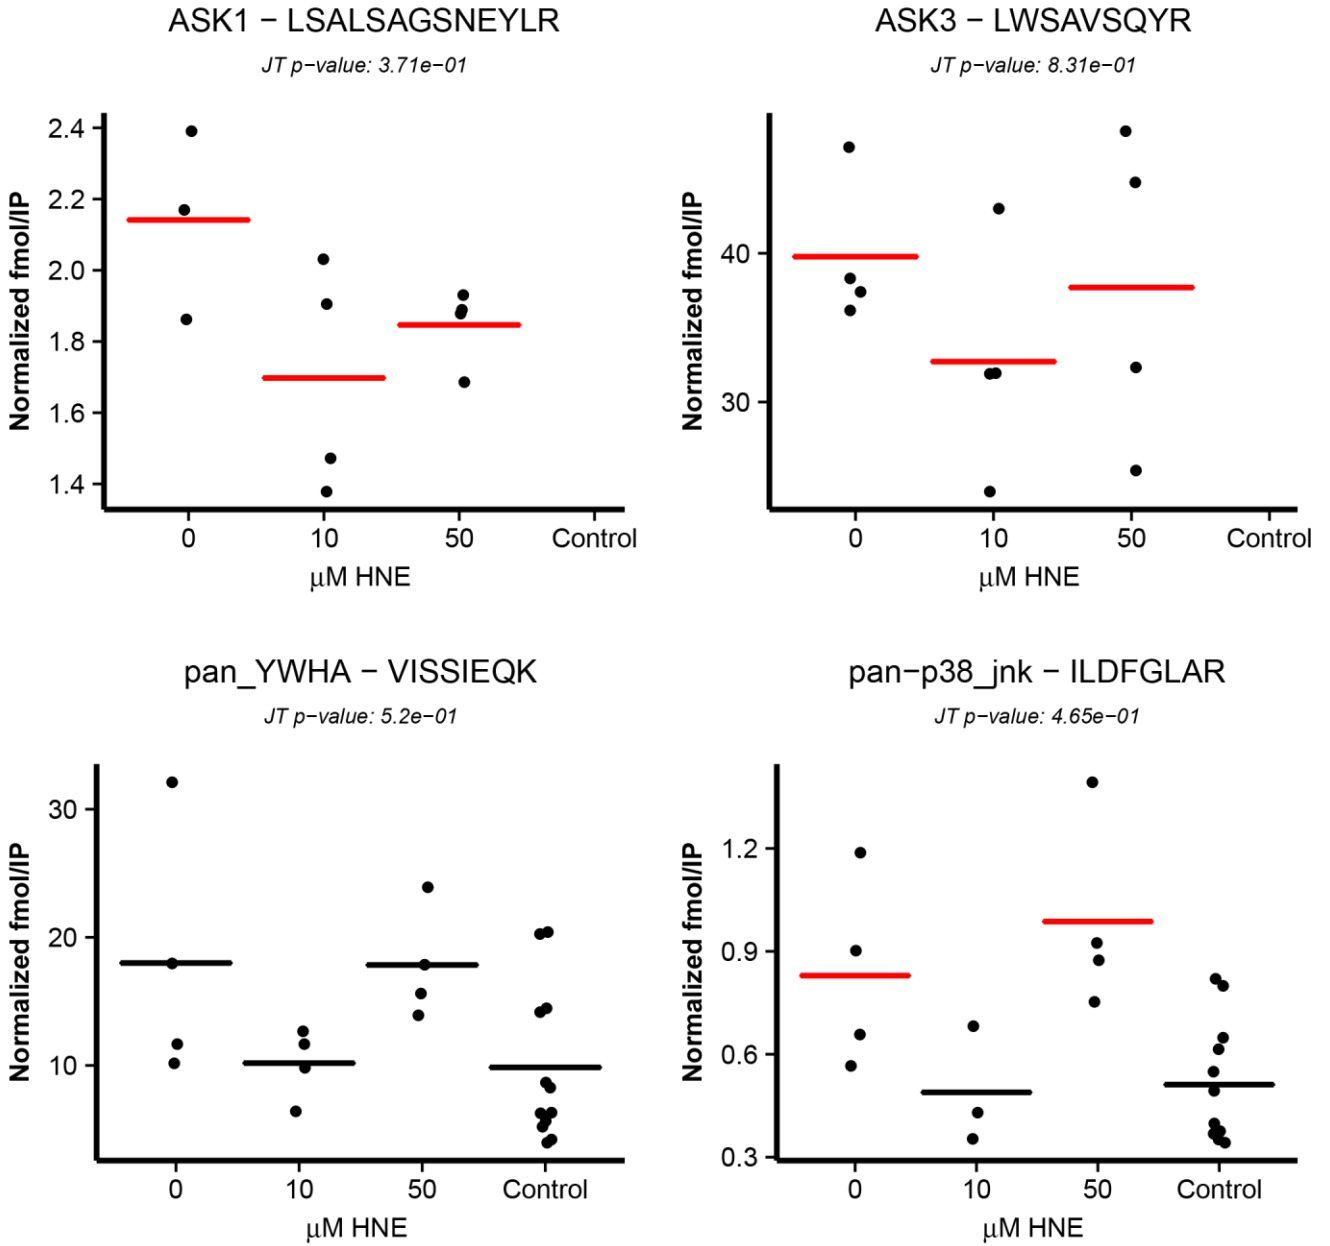 ASK1 − LSALSAGSNEYLR
JT p−value: 3.71e−01
Normalized fmol/IP
2.4
2.2
2.0
1.8
1.6
1.4
0 10 50 Control
μM HNE
ASK3 − LWSAVSQYR
JT p−value: 8.31e−01
Normalized fmol/IP
40
30
0 10 50 Control
μM HNE
pan_YWHA − VISSIEQK
JT p−value: 5.2e−01
Normalized fmol/IP
30
20
10
0 10 50 Control
μM HNE
pan−p38_jnk − ILDFGLAR
JT p−value: 4.65e−01
Normalized fmol/IP
1.2
0.9
0.6
0.3
0 10 50 Control
μM HNE